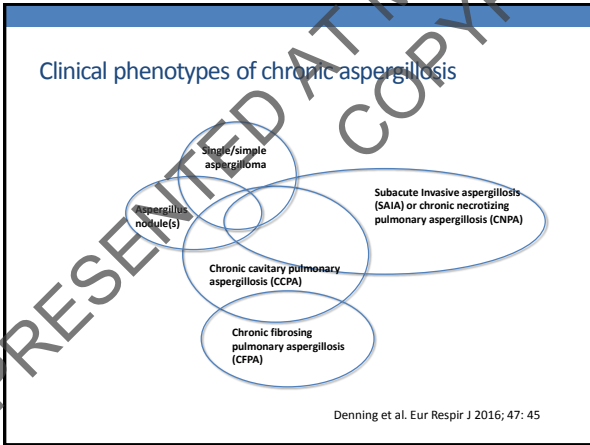 Clinical phenotypes of chronic aspergillosis
Single/simple
aspergilloma
Aspergillus
nodule(s)
Subacute Invasive aspergillosis
(SAIA) or chronic necrotizing
pulmonary aspergillosis (CNPA)
Chronic cavitary pulmonary
aspergillosis (CCPA)
Chronic fibrosing
pulmonary aspergillosis
(CFPA)
Denning et al. Eur Respir J 2016; 47: 45
PRESENTED AT
COPY